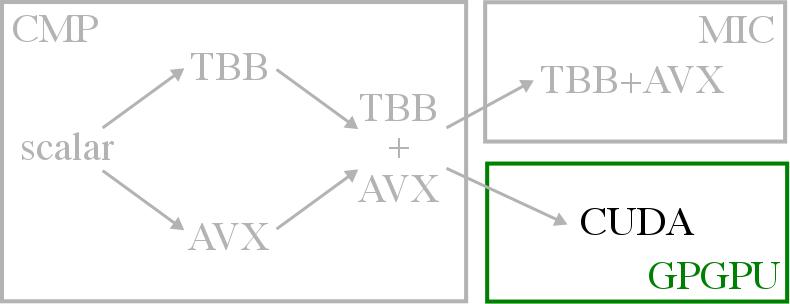 CMP
TBB
scalar
AVX
TBB
+
AVX
MIC
TBB+AVX
CUDA
GPGPU